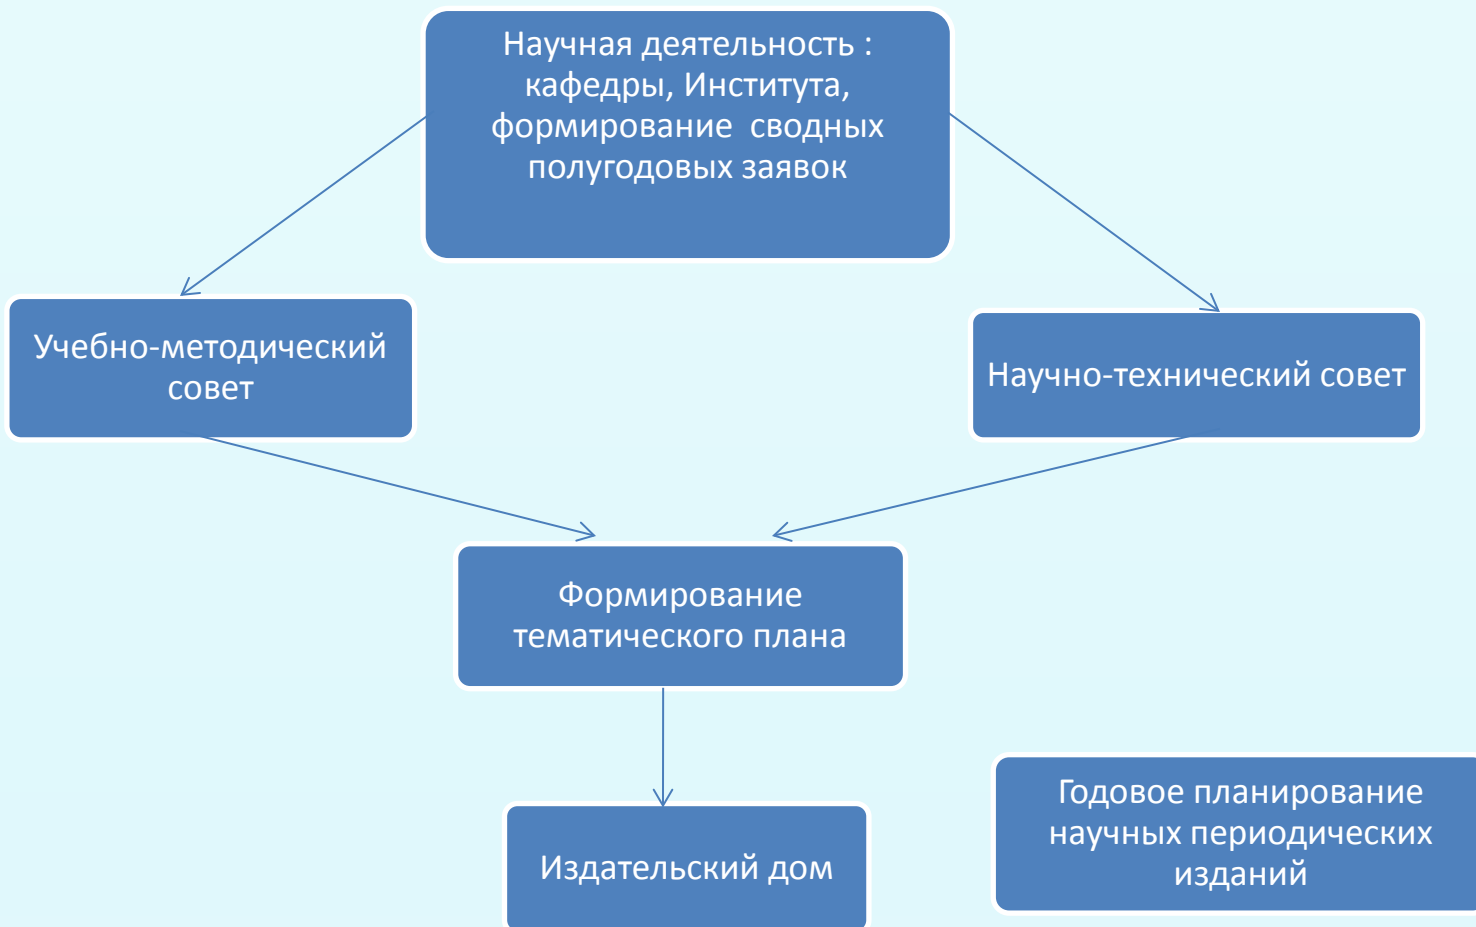 Научная деятельность :
кафедры, Института,
формирование сводных
полугодовых заявок
Учебно-методический
совет
Научно-технический совет
Формирование
тематического плана
Издательский дом
Годовое планирование
научных периодических
изданий